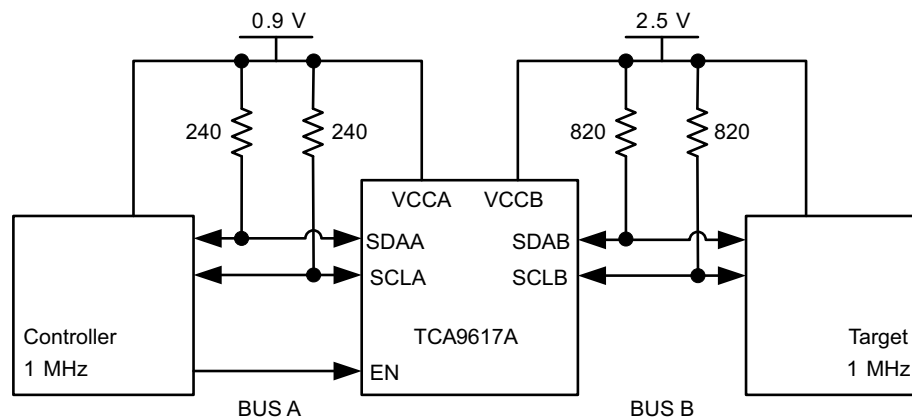 0.9 V
2.5 V
240
240
820
820
VCCA
VCCB
SDAA
SDAB
SCLA
SCLB
Controller
1 MHz
TCA9617A
EN
Target
1 MHz
BUS A
BUS B